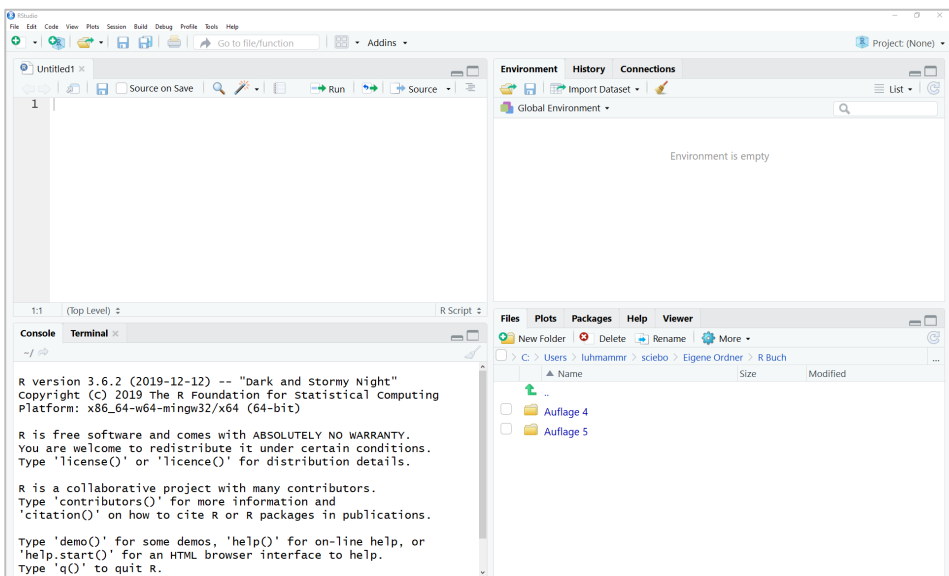 RStudio
File Edit Code View Plots Session Build Debug Profile Tools Help
Go to file/function Addins Project: (None)
Untitled1
Source on Save Run Source
1
1:1 (Top Level) R Script
Console Terminal
~/
R version 3.6.2 (2019-12-12) -- "Dark and Stormy Night"
Copyright (C) 2019 The R Foundation for Statistical Computing
Platform: x86_64-w64-mingw32/x64 (64-bit)
R is free software and comes with ABSOLUTELY NO WARRANTY.
You are welcome to redistribute it under certain conditions.
Type 'license()' or 'licence()' for distribution details.
R is a collaborative project with many contributors.
Type 'contributors()' for more information and
'citation()' on how to cite R or R packages in publications.
Type 'demo()' for some demos, 'help()' for on-line help, or
'help.start()' for an HTML browser interface to help.
Type 'q()' to quit R.
Environment History Connections
Import Dataset List
Global Environment
Environment is empty
Files Plots Packages Help Viewer
New Folder Delete Rename More
C: > Users > luhmammr > sciebo > Eigene Ordner > R Buch ...
Name Size Modified
..
Auflage 4
Auflage 5